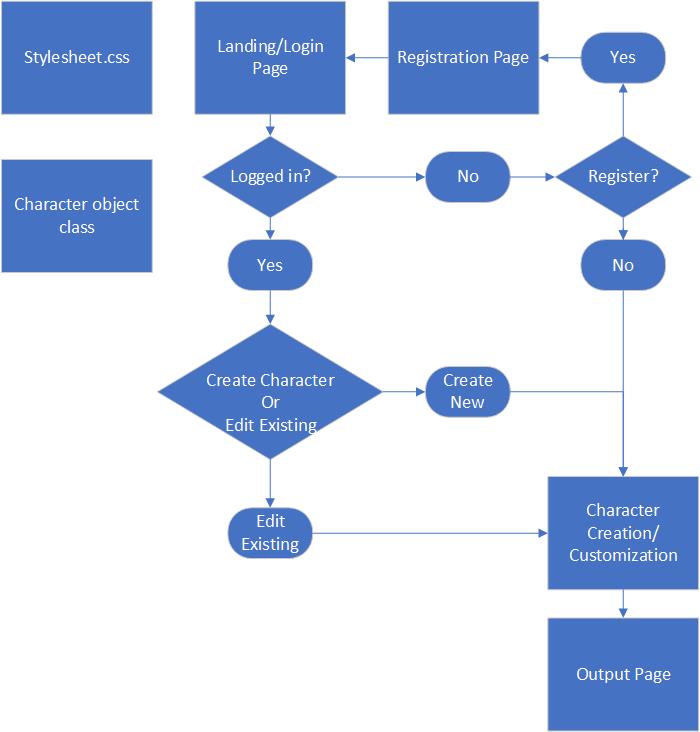 Stylesheet.css
Landing/Login
Page
Registration Page
Yes
Character object
class
Logged in?
No
Register?
Yes
No
Create Character
Or
Edit Existing
Create
New
Edit
Existing
Character
Creation/
Customization
Output Page